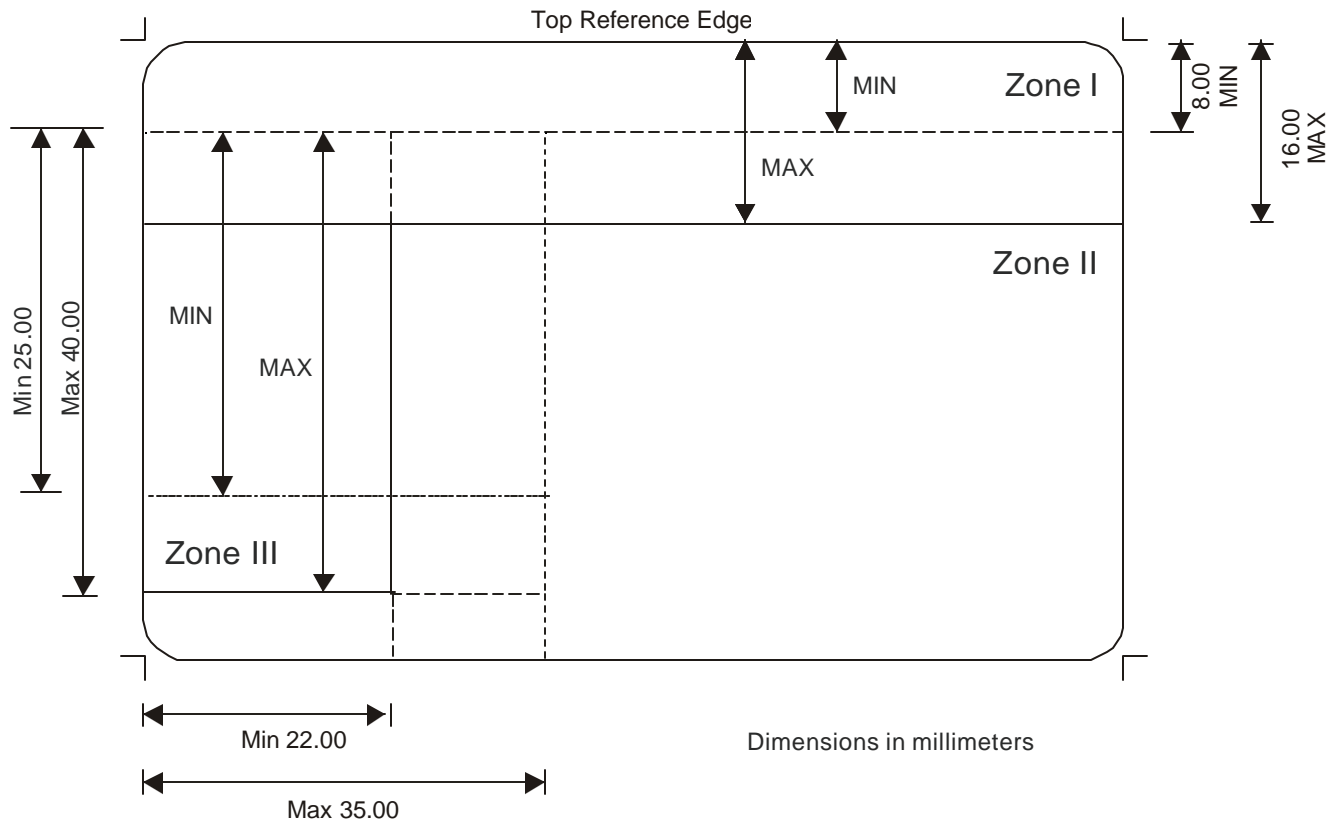 Top Reference Edge
MIN
Zone I
8.00
MIN
16.00
MAX
MAX
Zone II
MIN
MAX
Min 25.00
Max 40.00
Zone III
Min 22.00
Dimensions in millimeters
Max 35.00